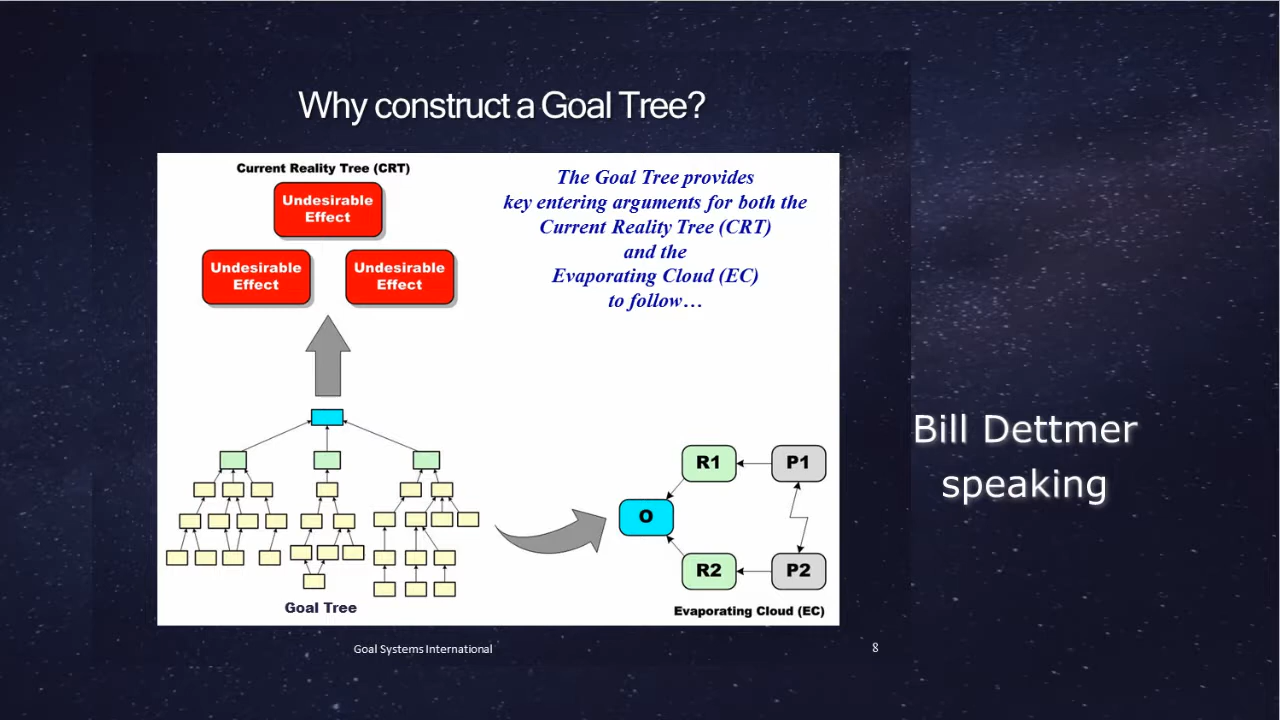 Why construct a Goal Tree?
Current Reality Tree (CRT)
Undesirable
Effect
Undesirable
Effect
Undesirable
Effect
The Goal Tree provides
key entering arguments for both the
Current Reality Tree (CRT)
and the
Evaporating Cloud (EC)
to follow…
Goal Tree
R1
P1
O
R2
P2
Evaporating Cloud (EC)
Bill Dettmer
speaking
Goal Systems International
8